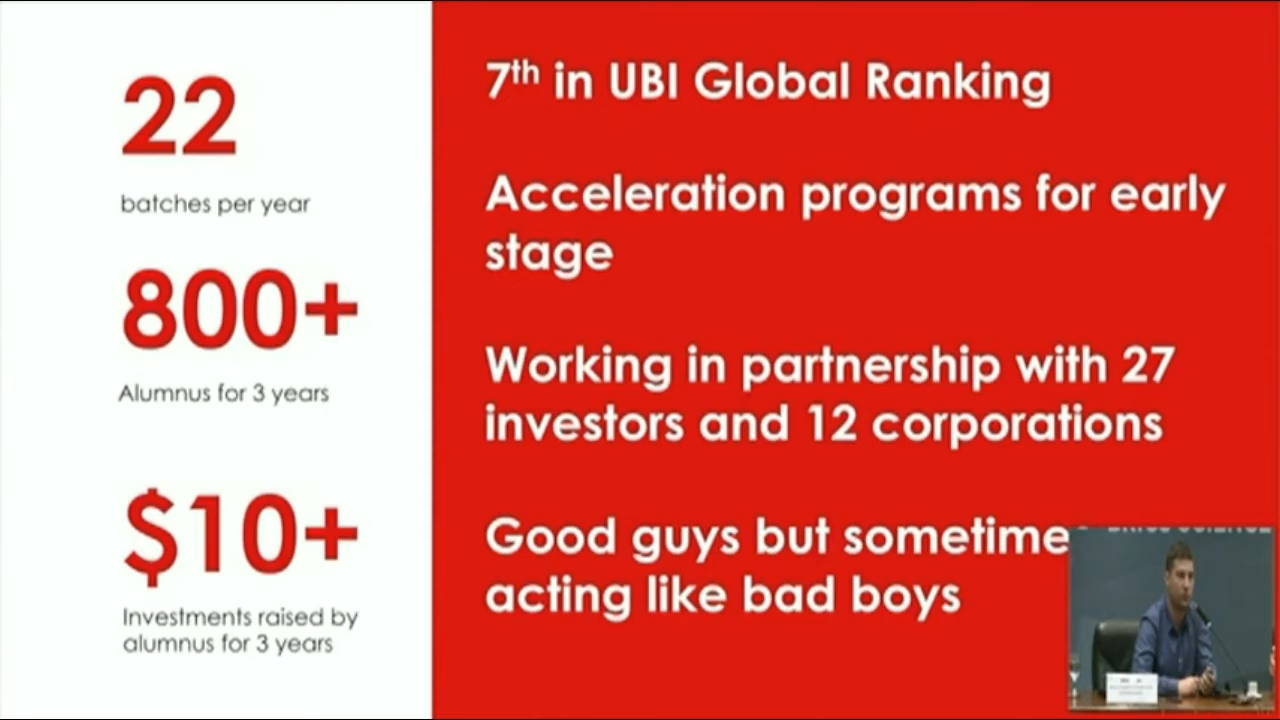 22
batches per year
800+
Alumnus for 3 years
$10+
Investments raised by
alumnus for 3 years
7th in UBI Global Ranking
Acceleration programs for early
stage
Working in partnership with 27
investors and 12 corporations
Good guys but sometimes
acting like bad boys